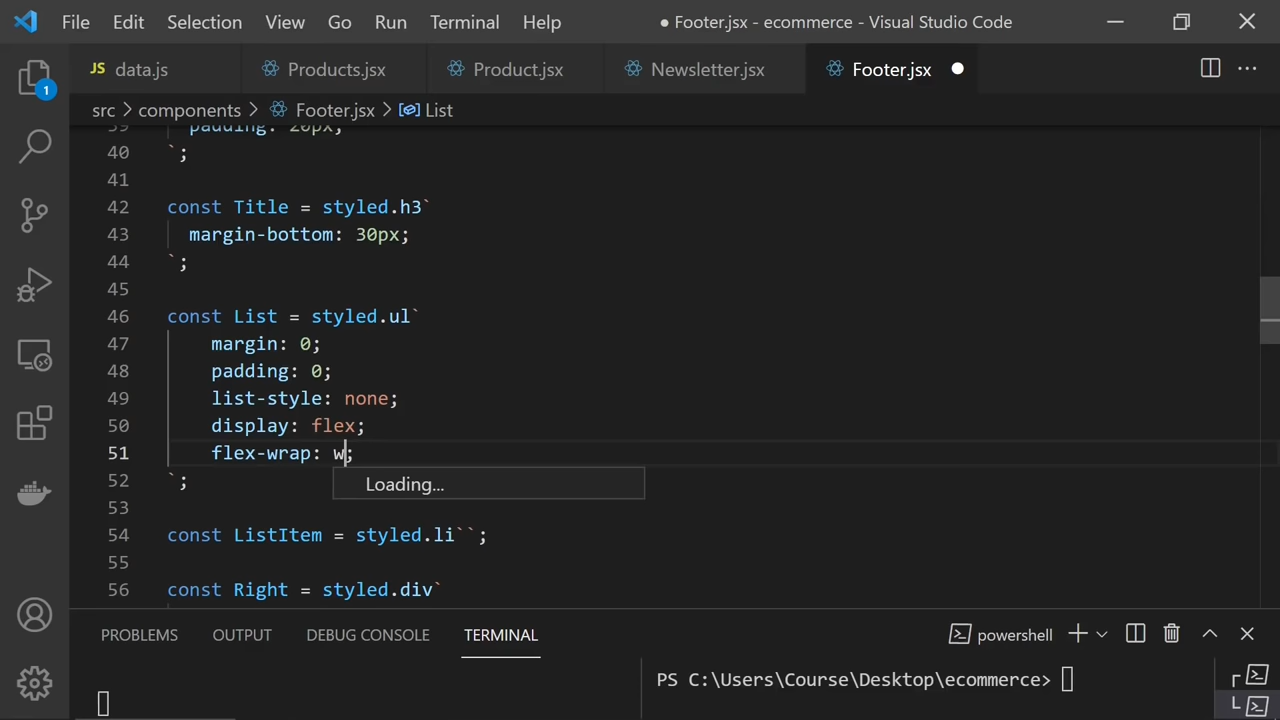 File Edit Selection View Go Run Terminal Help ● Footer.jsx - ecommerce - Visual Studio Code
JS data.js Products.jsx Product.jsx Newsletter.jsx Footer.jsx
src > components > Footer.jsx > List
39 padding: 20px;
40 `;
41
42 const Title = styled.h3`
43 margin-bottom: 30px;
44 `;
45
46 const List = styled.ul`
47 margin: 0;
48 padding: 0;
49 list-style: none;
50 display: flex;
51 flex-wrap: w;
Loading...
52 `;
53
54 const ListItem = styled.li``;
55
56 const Right = styled.div`
1
PROBLEMS OUTPUT DEBUG CONSOLE TERMINAL powershell
PS C:\Users\Course\Desktop\ecommerce>